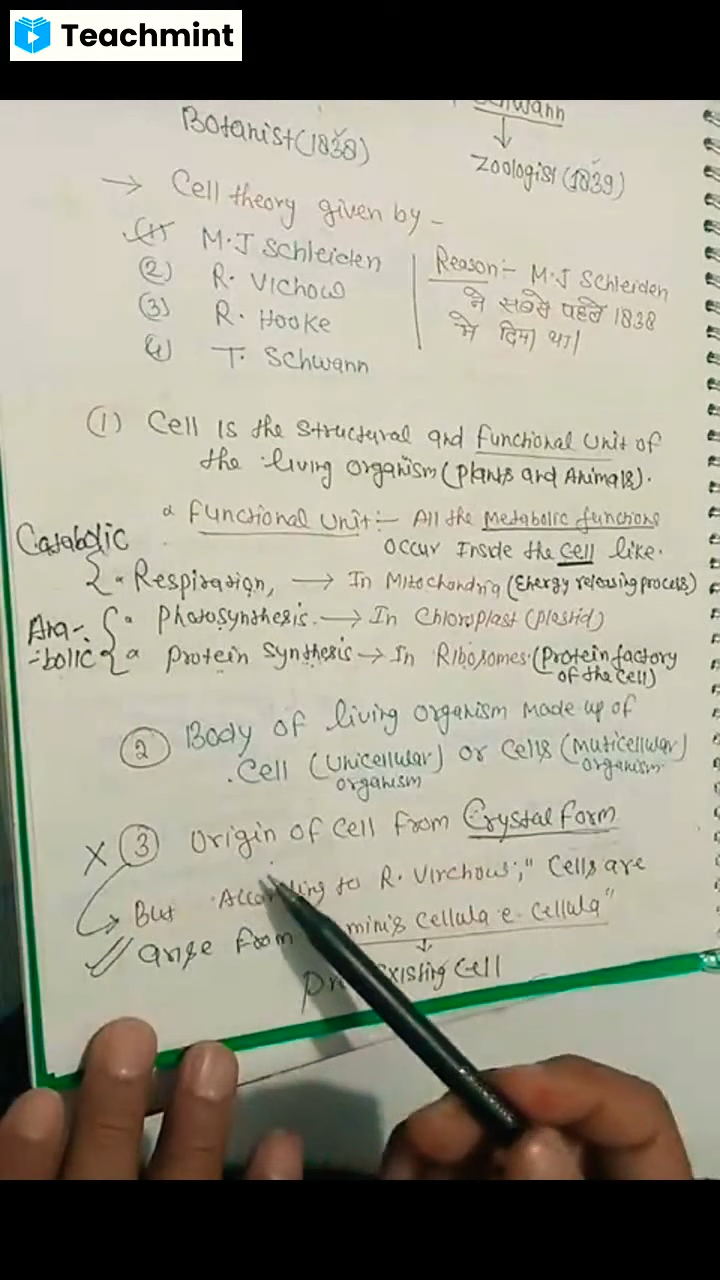 Teachmint
Schwann
Botanist (1838)
Zoologist (1839)
→ Cell theory given by -
(1) M.J Schleiden
(2) R. Vichow
(3) R. Hooke
(4) T. Schwann
Reason:- M.J Schleiden
ने सबसे पहले 1838
मे दिया था।
(1) Cell is the structural and functional unit of
the living organism (plants and Animals).
Functional unit:- All the Metabolic functions
occur inside the cell like.
Catabolic
Respiration, → In Mitochondria (Energy releasing process)
Ana-
-bolic
Photosynthesis. → In Chloroplast (plastid)
Protein synthesis → In Ribosomes. (Protein factory
of the cell)
(2) Body of living organism made up of
Cell (Unicellular organism) or Cells (Muticellular organism)
X (3) Origin of cell from Crystal form
But According to R. Virchow; " Cells are
arise from minis cellula e. cellula"
existing cell